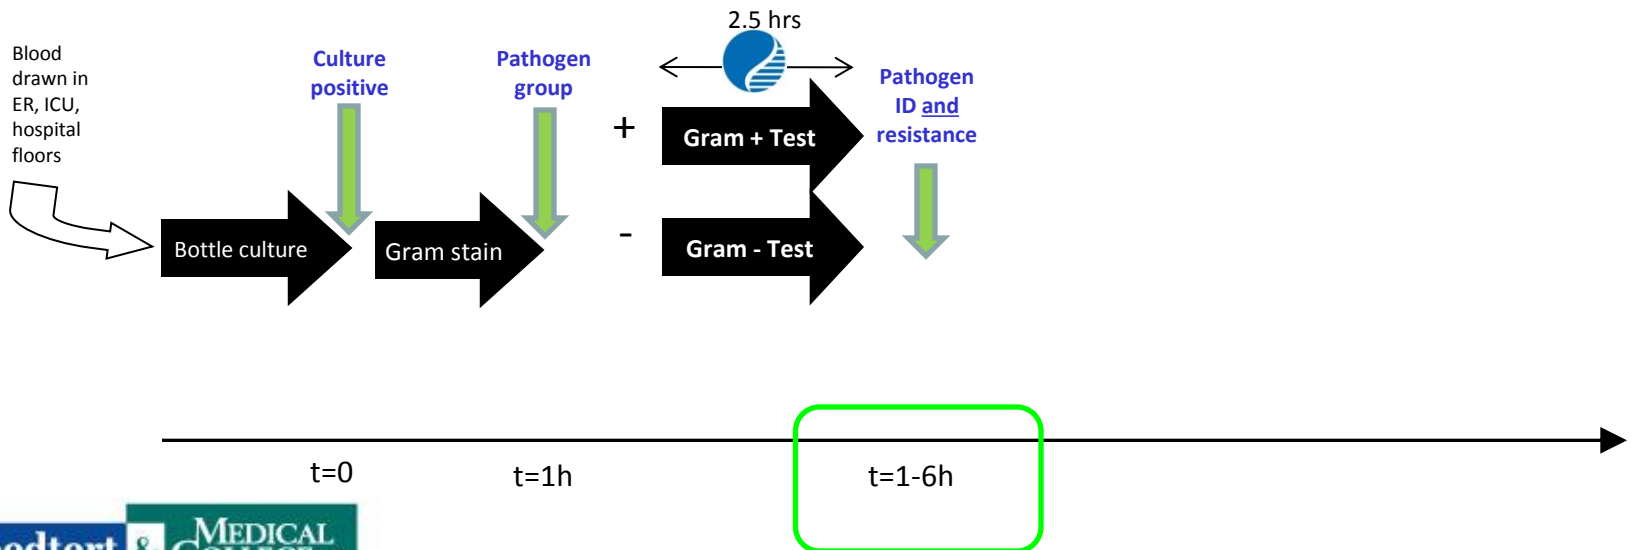 2.5 hrs
Blood
drawn in
ER, ICU,
hospital
floors
Culture
positive
Pathogen
group
Pathogen
ID and
resistance
+
Gram + Test
Bottle culture
Gram stain
-
Gram - Test
t=0
t=1h
t=1-6h
&
MEDICAL